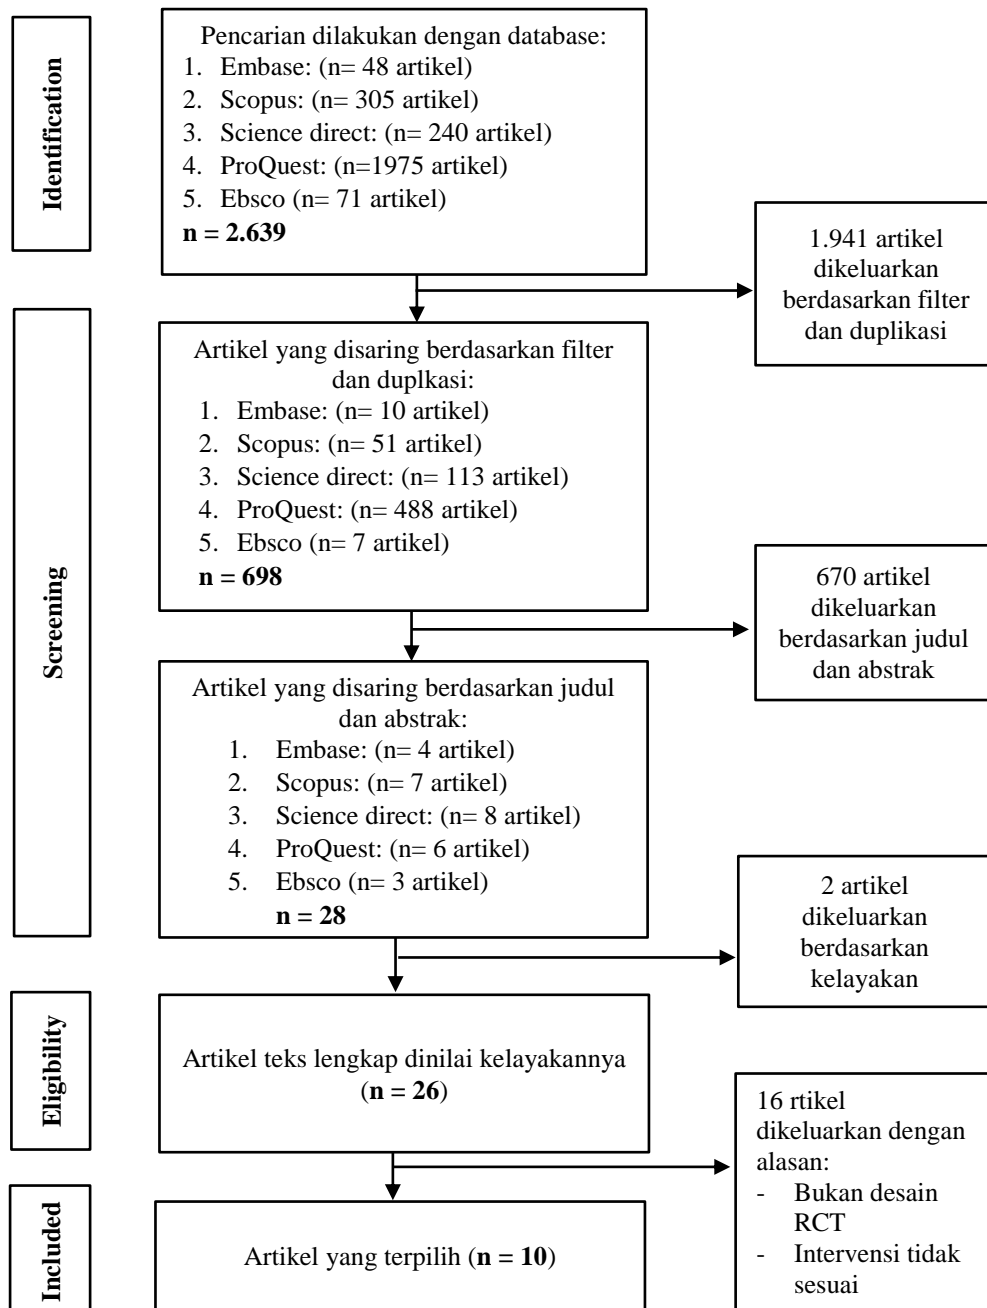 Identification
Pencarian dilakukan dengan database:
1. Embase: (n= 48 artikel)
2. Scopus: (n= 305 artikel)
3. Science direct: (n= 240 artikel)
4. ProQuest: (n=1975 artikel)
5. Ebsco (n= 71 artikel)
n = 2.639
1.941 artikel
dikeluarkan
berdasarkan filter
dan duplikasi
Screening
Artikel yang disaring berdasarkan filter
dan duplkasi:
1. Embase: (n= 10 artikel)
2. Scopus: (n= 51 artikel)
3. Science direct: (n= 113 artikel)
4. ProQuest: (n= 488 artikel)
5. Ebsco (n= 7 artikel)
n = 698
670 artikel
dikeluarkan
berdasarkan judul
dan abstrak
Artikel yang disaring berdasarkan judul
dan abstrak:
1. Embase: (n= 4 artikel)
2. Scopus: (n= 7 artikel)
3. Science direct: (n= 8 artikel)
4. ProQuest: (n= 6 artikel)
5. Ebsco (n= 3 artikel)
n = 28
2 artikel
dikeluarkan
berdasarkan
kelayakan
Eligibility
Artikel teks lengkap dinilai kelayakannya
(n = 26)
16 rtikel
dikeluarkan dengan
alasan:
- Bukan desain
RCT
- Intervensi tidak
sesuai
Included
Artikel yang terpilih (n = 10)